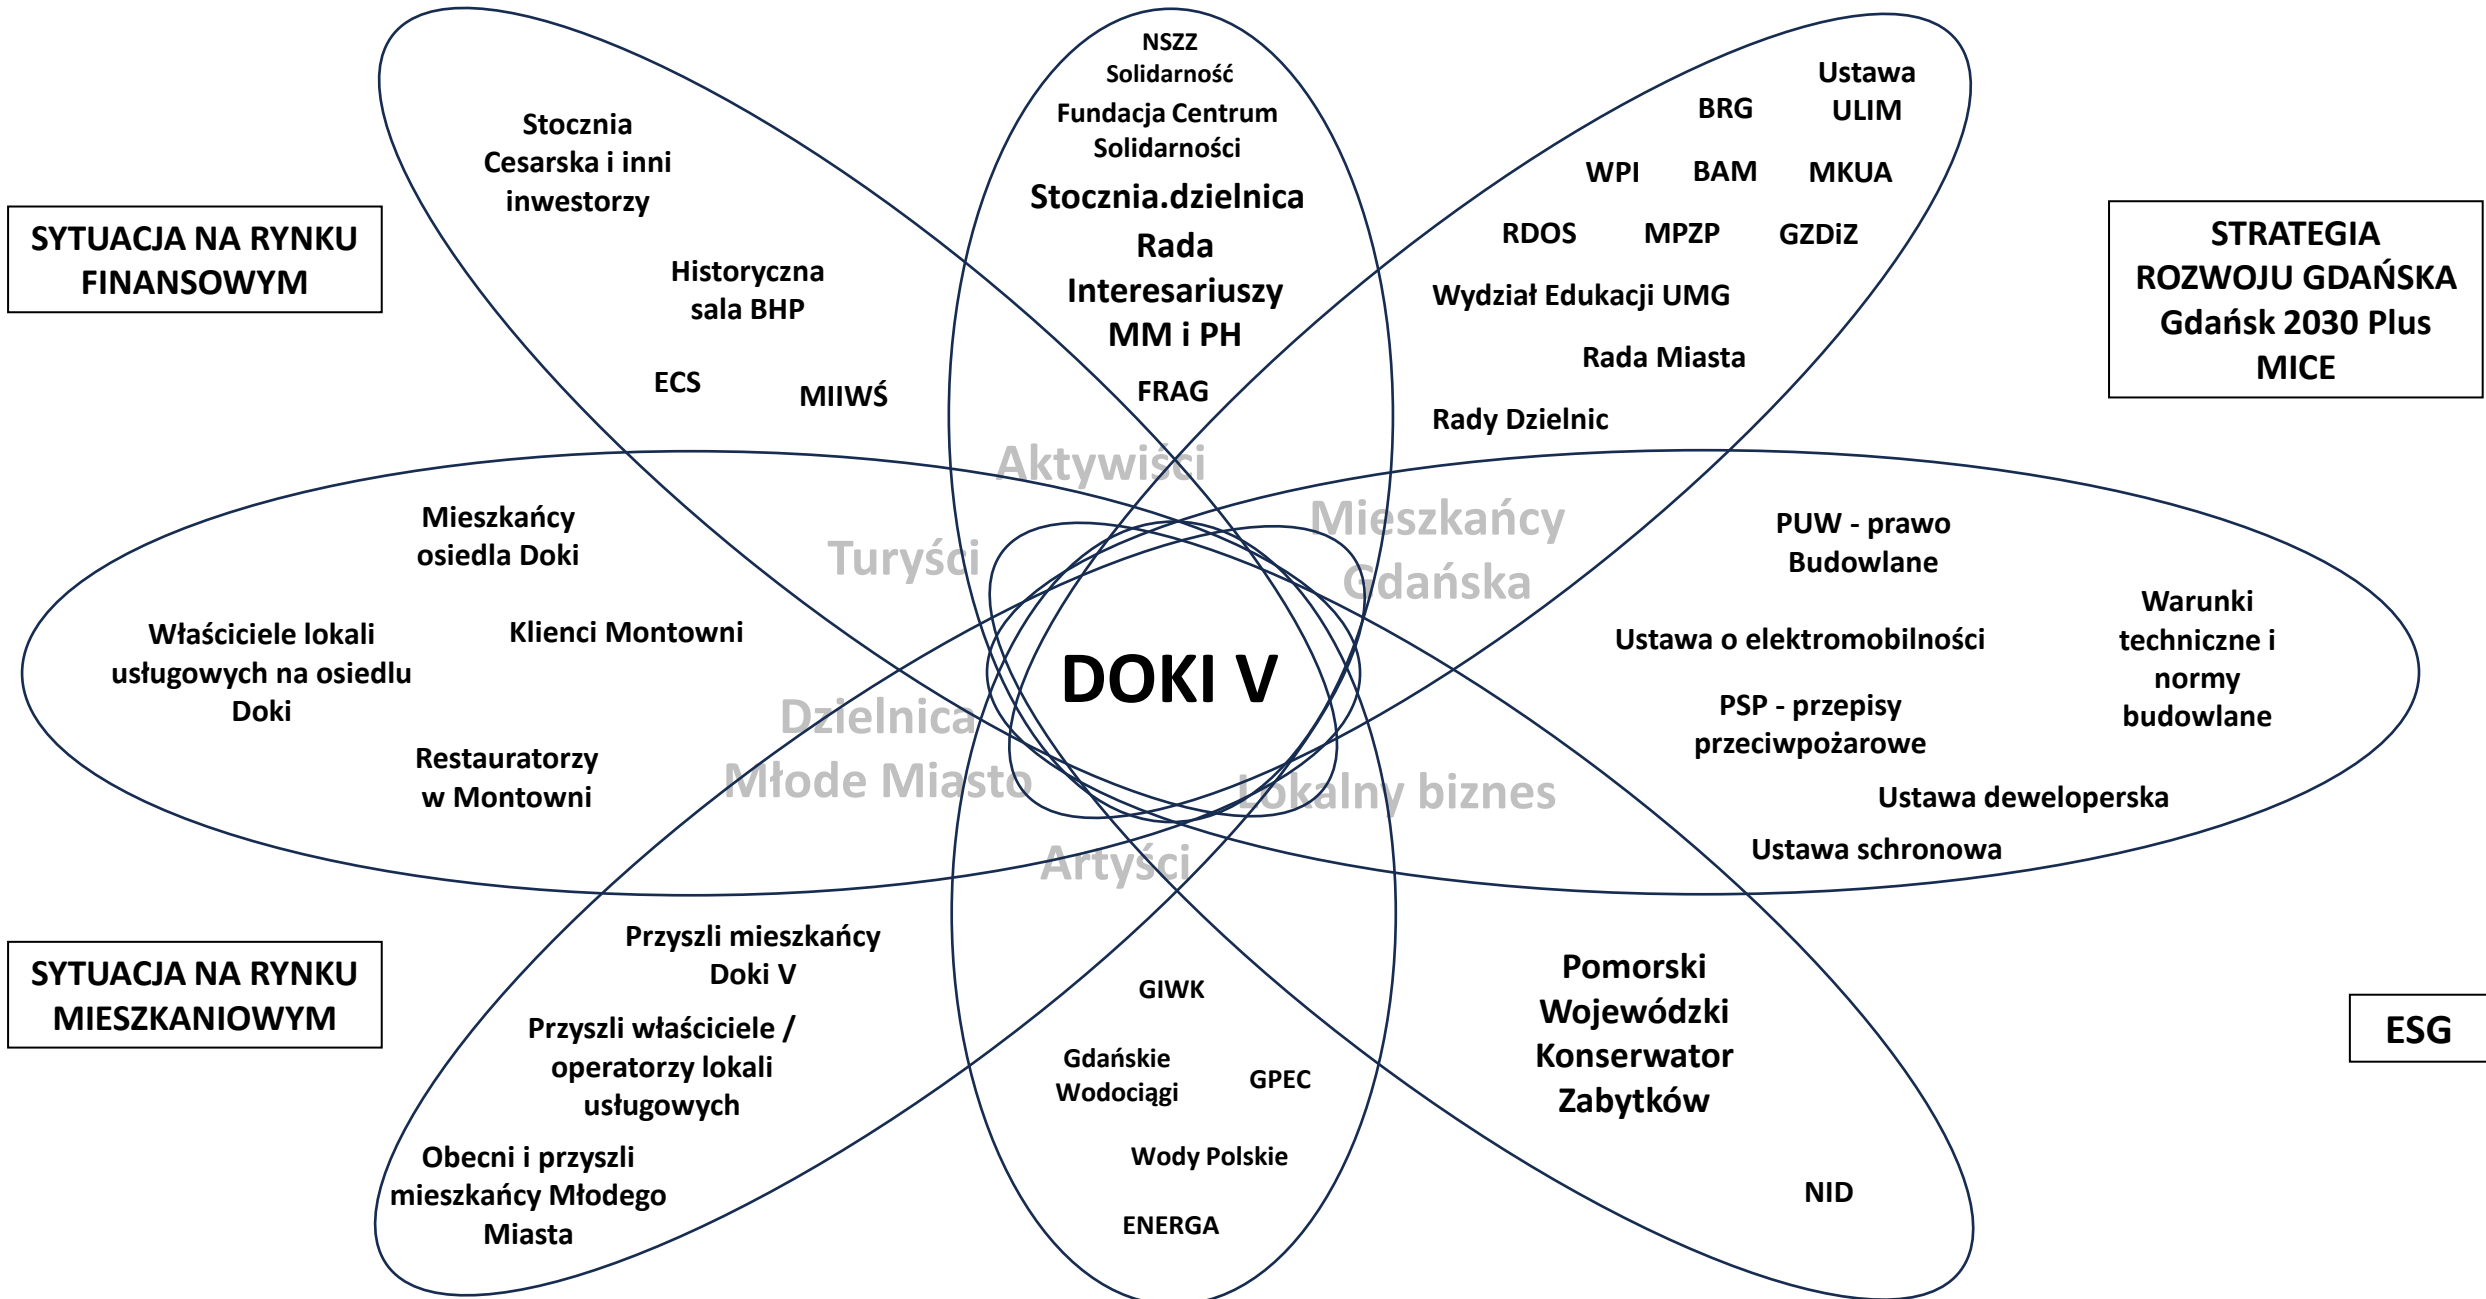 NSZZ
Solidarność
Fundacja Centrum
Solidarności
Stocznia.dzielnica
Rada
Interesariuszy
MM i PH
FRAG
Ustawa
ULIM
BRG
WPI
BAM
MKUA
RDOS
MPZP
GZDiZ
Wydział Edukacji UMG
Rada Miasta
Rady Dzielnic
Stocznia
Cesarska i inni
inwestorzy
Historyczna
sala BHP
ECS
MIIWŚ
SYTUACJA NA RYNKU
FINANSOWYM
STRATEGIA
ROZWOJU GDAŃSKA
Gdańsk 2030 Plus
MICE
Aktywiści
Turyści
Mieszkańcy
Gdańska
Mieszkańcy
osiedla Doki
Właściciele lokali
usługowych na osiedlu
Doki
Klienci Montowni
Restauratorzy
w Montowni
DOKI V
Dzielnica
Młode Miasto
Lokalny biznes
Artyści
PUW - prawo
Budowlane
Ustawa o elektromobilności
PSP - przepisy
przeciwpożarowe
Warunki
techniczne i
normy
budowlane
Ustawa deweloperska
Ustawa schronowa
SYTUACJA NA RYNKU
MIESZKANIOWYM
Przyszli mieszkańcy
Doki V
Przyszli właściciele /
operatorzy lokali
usługowych
Obecni i przyszli
mieszkańcy Młodego
Miasta
GIWK
Gdańskie
Wodociągi
GPEC
Wody Polskie
ENERGA
Pomorski
Wojewódzki
Konserwator
Zabytków
NID
ESG